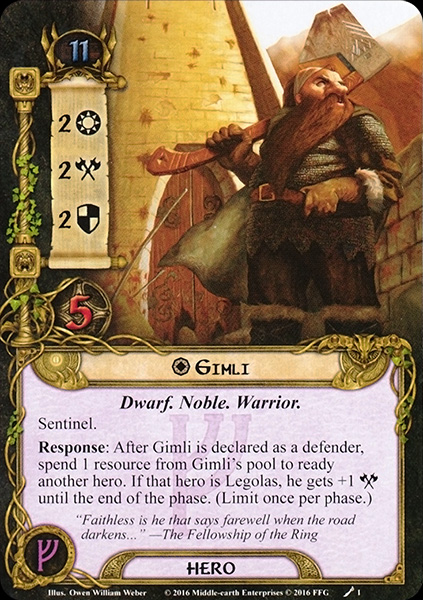 11
2
2
2
5
Gimli
Dwarf. Noble. Warrior.
Sentinel.
Response: After Gimli is declared as a defender,
spend 1 resource from Gimli's pool to ready
another hero. If that hero is Legolas, he gets +1
until the end of the phase. (Limit once per phase.)
“Faithless is he that says farewell when the road
darkens...” —The Fellowship of the Ring
HERO
Illus. Owen William Weber © 2016 Middle-earth Enterprises © 2016 FFG 1